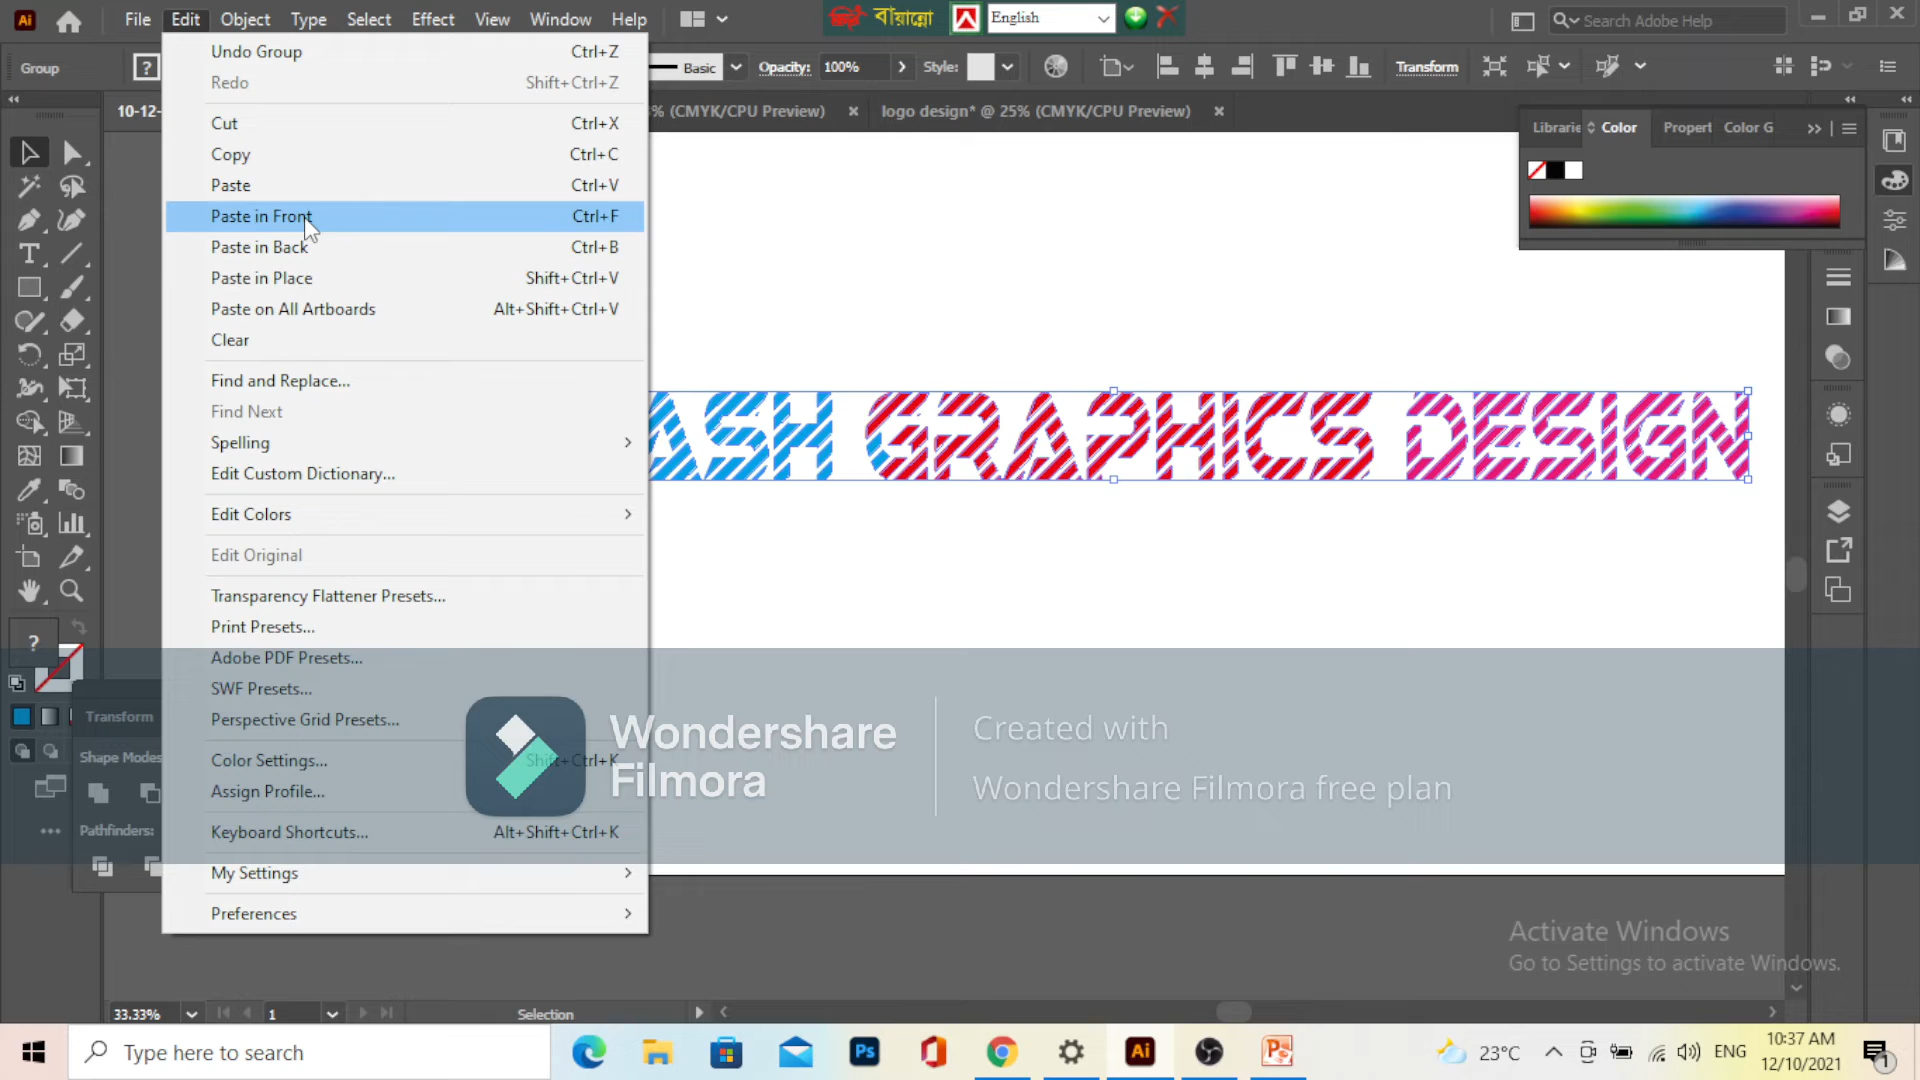 File Edit Object Type Select Effect View Window Help
বায়ান্নো English
Search Adobe Help
Group
Basic Opacity: 100% Style: Transform
10-12-
% (CMYK/CPU Preview) × logo design* @ 25% (CMYK/CPU Preview) ×
Undo Group Ctrl+Z
Redo Shift+Ctrl+Z
Cut Ctrl+X
Copy Ctrl+C
Paste Ctrl+V
Paste in Front Ctrl+F
Paste in Back Ctrl+B
Paste in Place Shift+Ctrl+V
Paste on All Artboards Alt+Shift+Ctrl+V
Clear
Find and Replace...
Find Next
Spelling
Edit Custom Dictionary...
Edit Colors
Edit Original
Transparency Flattener Presets...
Print Presets...
Adobe PDF Presets...
SWF Presets...
Perspective Grid Presets...
Color Settings... Shift+Ctrl+K
Assign Profile...
Keyboard Shortcuts... Alt+Shift+Ctrl+K
My Settings
Preferences
Librarie Color Propert Color G
ASH GRAPHICS DESIGN
Transform
Shape Modes
Pathfinders:
Wondershare
Filmora
Created with
Wondershare Filmora free plan
Activate Windows
Go to Settings to activate Windows.
33.33% 1 Selection
Type here to search
Ps
Ai
23°C ENG
10:37 AM
12/10/2021
1